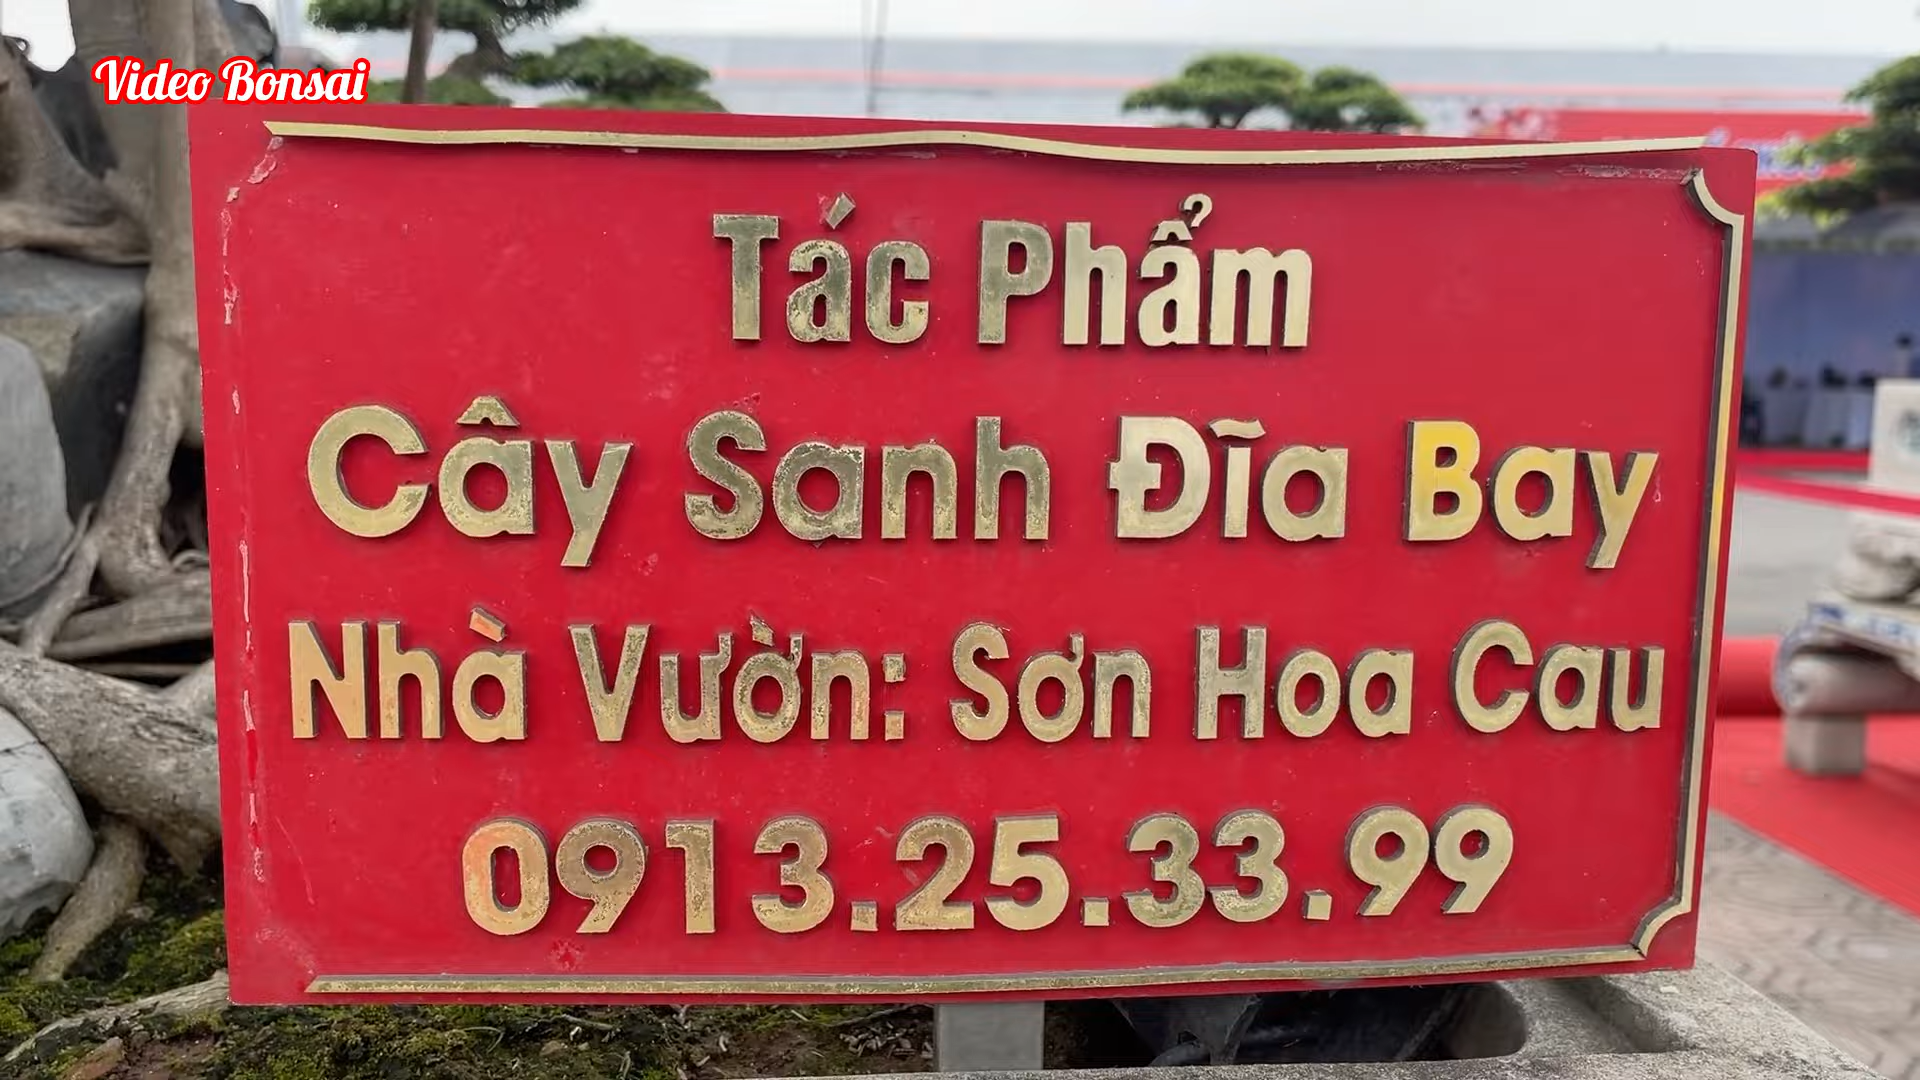 Video Bonsai
Tác Phẩm
Cây Sanh Đĩa Bay
Nhà Vườn: Sơn Hoa Cau
0913.25.33.99